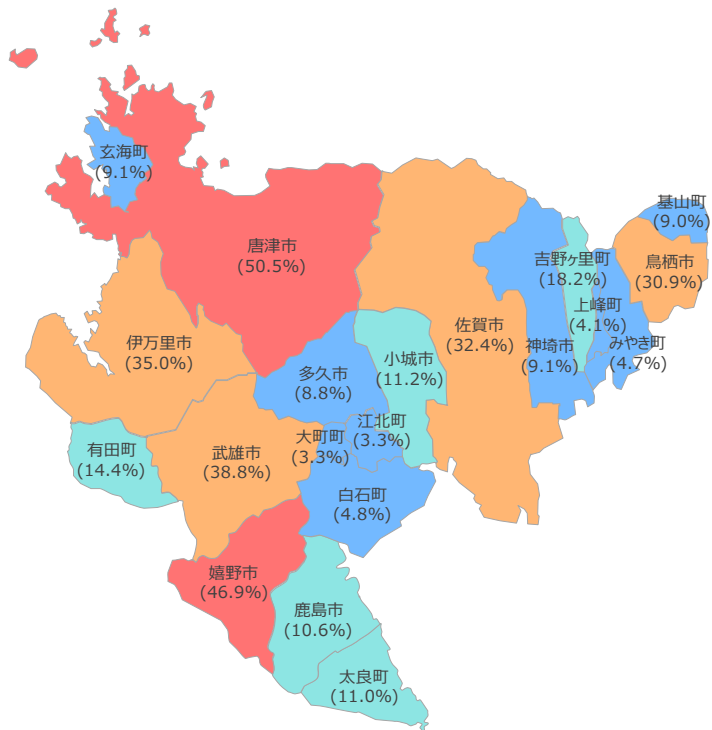 玄海町
(9.1%)
基山町
(9.0%)
唐津市
(50.5%)
吉野ヶ里町
(18.2%)
鳥栖市
(30.9%)
上峰町
(4.1%)
伊万里市
(35.0%)
佐賀市
(32.4%)
神埼市
(9.1%)
みやき町
(4.7%)
小城市
(11.2%)
多久市
(8.8%)
江北町
(3.3%)
大町町
(3.3%)
有田町
(14.4%)
武雄市
(38.8%)
白石町
(4.8%)
嬉野市
(46.9%)
鹿島市
(10.6%)
太良町
(11.0%)